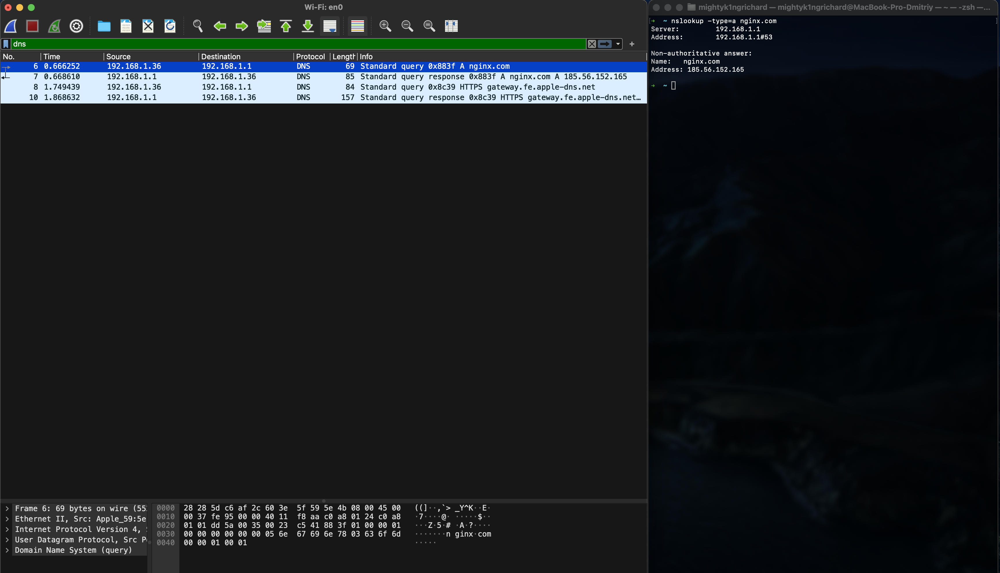 Wi-Fi: en0
dns
No. Time Source Destination Protocol Length Info
6 0.666252 192.168.1.36 192.168.1.1 DNS 69 Standard query 0x883f A nginx.com
7 0.668610 192.168.1.1 192.168.1.36 DNS 85 Standard query response 0x883f A nginx.com A 185.56.152.165
8 1.749439 192.168.1.36 192.168.1.1 DNS 84 Standard query 0x8c39 HTTPS gateway.fe.apple-dns.net
10 1.868632 192.168.1.1 192.168.1.36 DNS 157 Standard query response 0x8c39 HTTPS gateway.fe.apple-dns.net…
Frame 6: 69 bytes on wire (55
Ethernet II, Src: Apple_59:5e
Internet Protocol Version 4,
User Datagram Protocol, Src P
Domain Name System (query)
0000 28 28 5d c6 af 2c 60 3e 5f 59 5e 4b 08 00 45 00 ((]··,`> _Y^K··E·
0010 00 37 fe 95 00 00 40 11 f8 aa c0 a8 01 24 c0 a8 ·7····@· ·····$··
0020 01 01 dd 5a 00 35 00 23 c5 41 88 3f 01 00 00 01 ···Z·5·# ·A·?····
0030 00 00 00 00 00 00 05 6e 67 69 6e 78 03 63 6f 6d ·······n ginx·com
0040 00 00 01 00 01 ·····
mightyk1ngrichard — mightyk1ngrichard@MacBook-Pro-Dmitriy — ~ — -zsh —...
[➜ ~ nslookup -type=a nginx.com ]
Server: 192.168.1.1
Address: 192.168.1.1#53
Non-authoritative answer:
Name: nginx.com
Address: 185.56.152.165
➜ ~